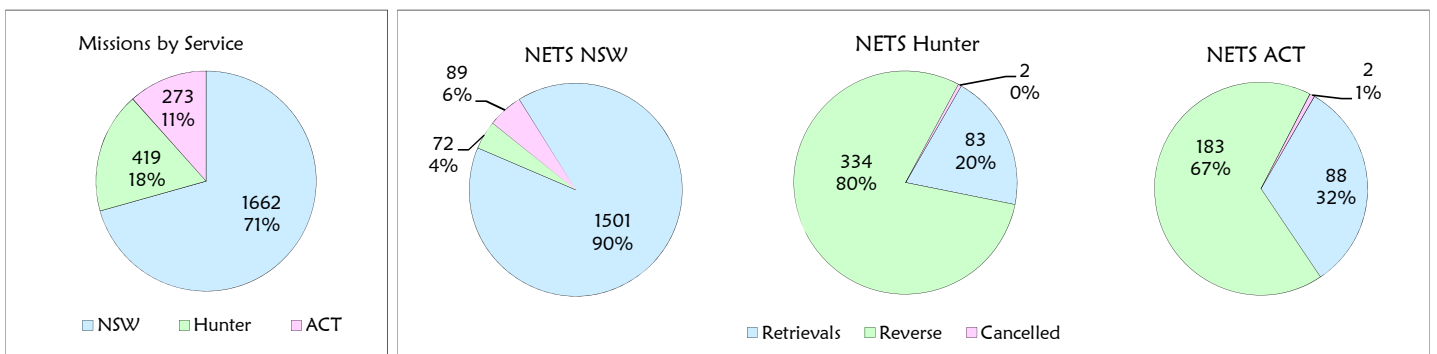 Missions by Service
273
11%
419
18%
1662
71%
NSW
Hunter
ACT
NETS NSW
89
6%
72
4%
1501
90%
NETS Hunter
2
0%
83
20%
334
80%
NETS ACT
2
1%
183
67%
88
32%
Retrievals
Reverse
Cancelled